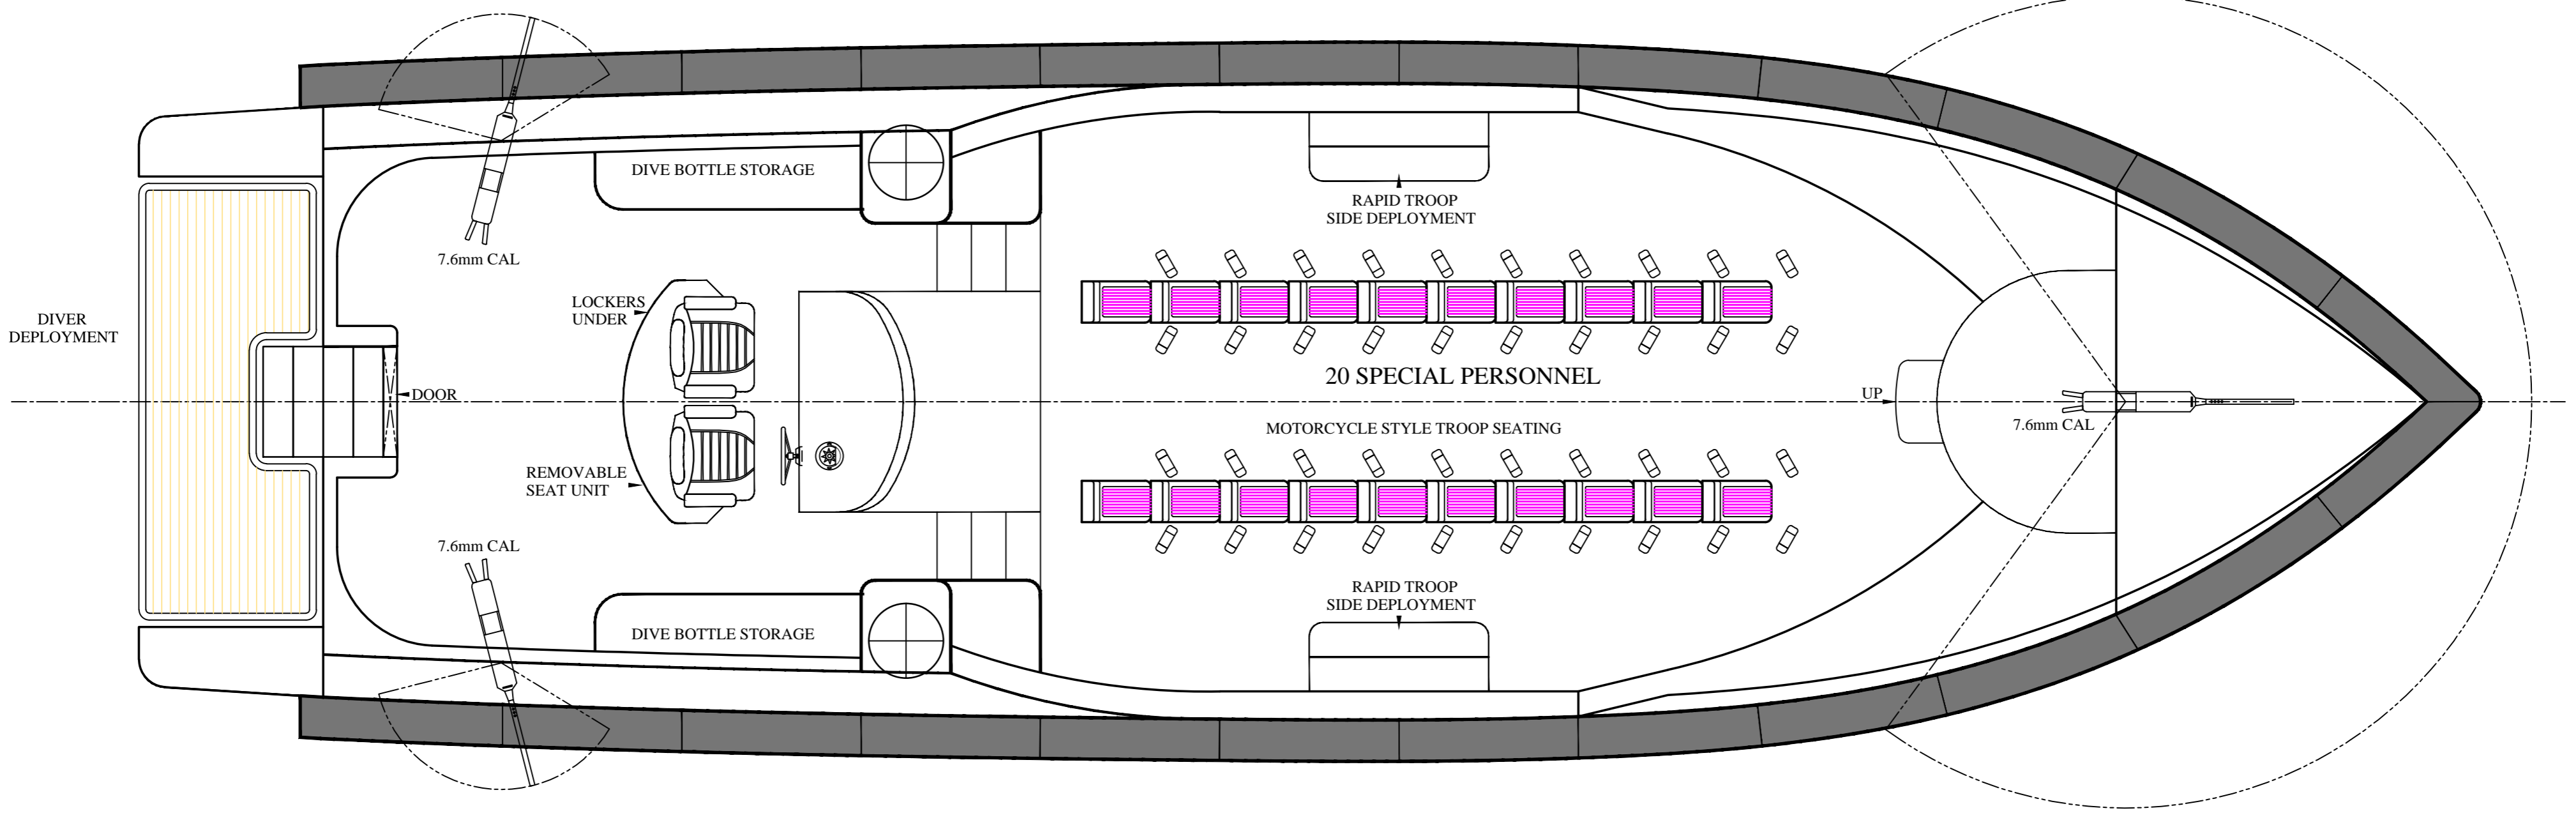 DIVE BOTTLE STORAGE
RAPID TROOP
SIDE DEPLOYMENT
7.6mm CAL
LOCKERS
UNDER
DIVER
DEPLOYMENT
DOOR
20 SPECIAL PERSONNEL
UP
7.6mm CAL
MOTORCYCLE STYLE TROOP SEATING
REMOVABLE
SEAT UNIT
7.6mm CAL
RAPID TROOP
SIDE DEPLOYMENT
DIVE BOTTLE STORAGE